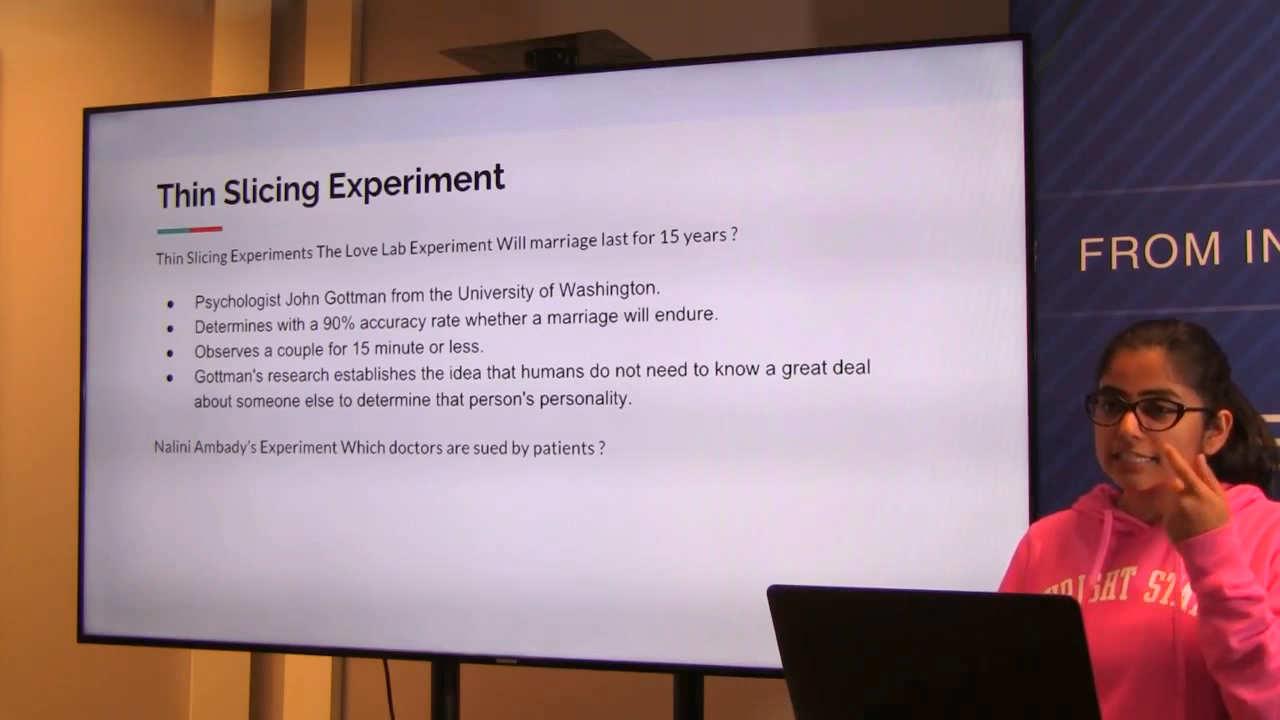 Thin Slicing Experiment
Thin Slicing Experiments The Love Lab Experiment Will marriage last for 15 years ?
● Psychologist John Gottman from the University of Washington.
● Determines with a 90% accuracy rate whether a marriage will endure.
● Observes a couple for 15 minute or less.
● Gottman's research establishes the idea that humans do not need to know a great deal
about someone else to determine that person's personality.
Nalini Ambady's Experiment Which doctors are sued by patients ?
SAMSUNG
FROM IN